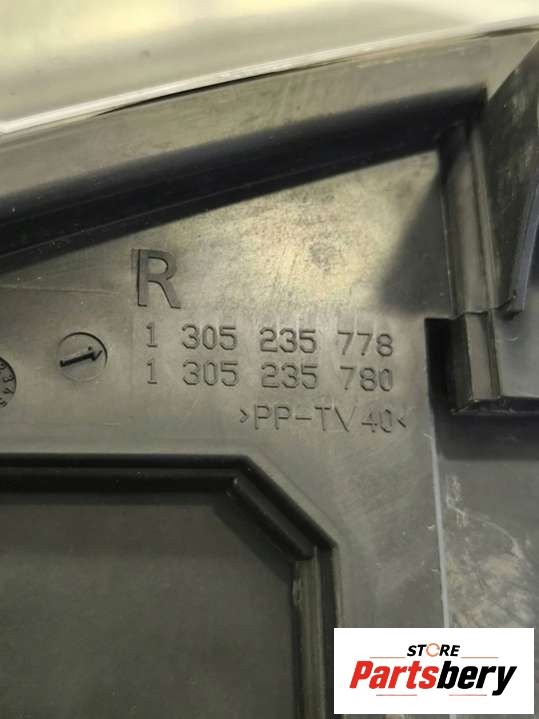 R
1 305 235 778
1 305 235 780
>PP-TV40<
STORE
Partsbery